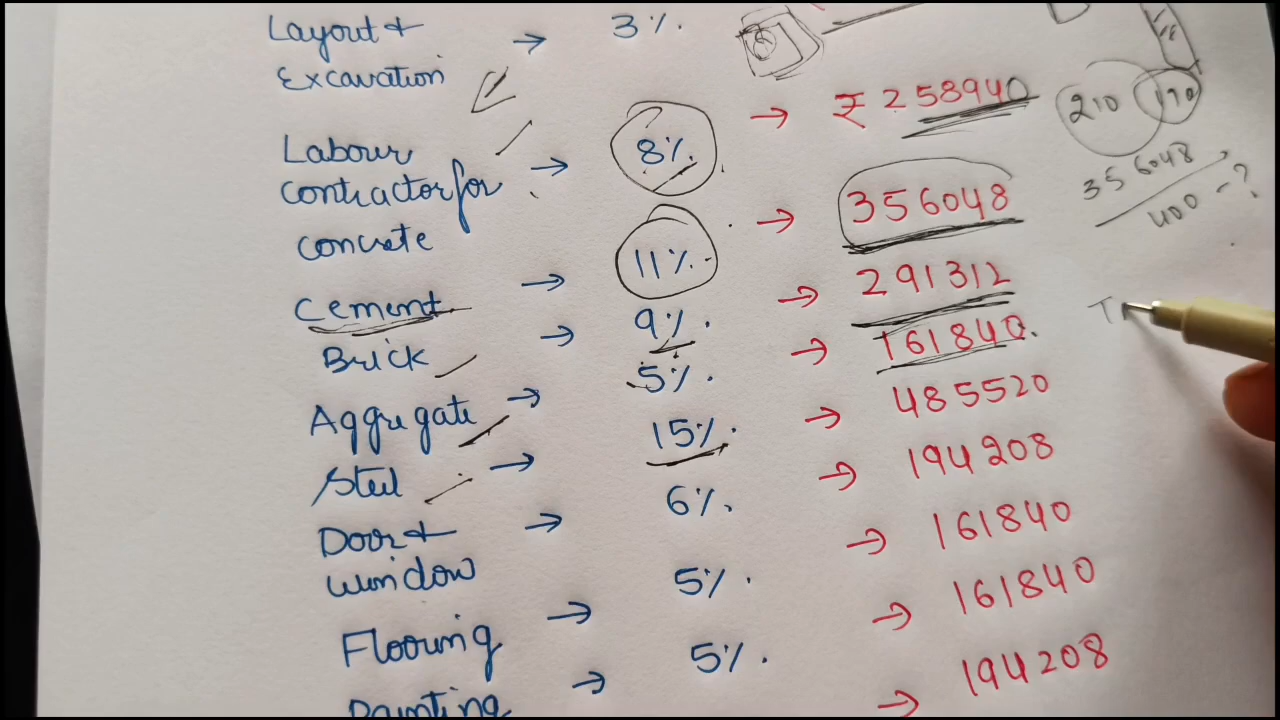 Layout & → 3%.
Excavation
→ ₹ 258940
Labour → 8%.
contractor for
concrete
→ 356048
Cement → 11%.
→ 291312
Brick → 9%.
→ 161840.
Aggregate → 5%.
→ 485520
Steel → 15%.
→ 194208
Door & → 6%.
window
→ 161840
Flooring → 5%.
→ 161840
Painting → 5%.
→ 194208
210 190
356048
400 - ?